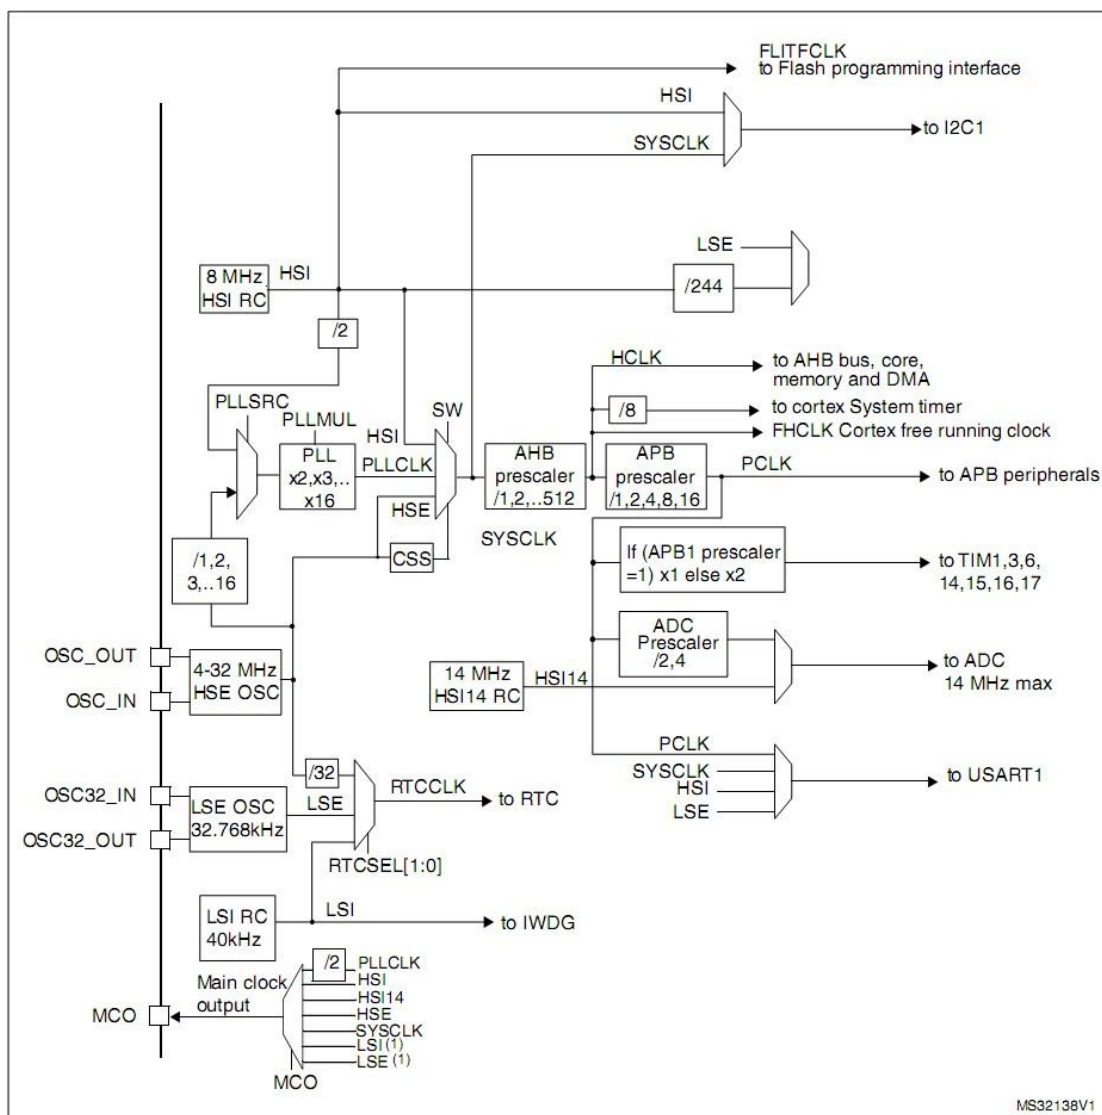 FLITFCLK
to Flash programming interface
HSI
to I2C1
SYSCLK
LSE
8 MHz
HSI RC
HSI
/244
/2
HCLK
to AHB bus, core,
memory and DMA
PLLSRC
SW
/8
to cortex System timer
PLLMUL
FHCLK Cortex free running clock
HSI
PLL
x2,x3,..
x16
PLLCLK
AHB
prescaler
/1,2,..512
APB
prescaler
/1,2,4,8,16
PCLK
to APB peripherals
HSE
SYSCLK
CSS
/1,2,
3,..16
If (APB1 prescaler
=1) x1 else x2
to TIM1,3,6,
14,15,16,17
OSC_OUT
OSC_IN
4-32 MHz
HSE OSC
ADC
Prescaler
/2,4
14 MHz
HSI14 RC
HSI14
to ADC
14 MHz max
PCLK
SYSCLK
HSI
LSE
to USART1
/32
OSC32_IN
OSC32_OUT
LSE OSC
32.768kHz
LSE
RTCCLK
to RTC
RTCSEL[1:0]
LSI RC
40kHz
LSI
to IWDG
/2
PLLCLK
Main clock
output
HSI
HSI14
MCO
HSE
SYSCLK
LSI(1)
LSE (1)
MCO
MS32138V1